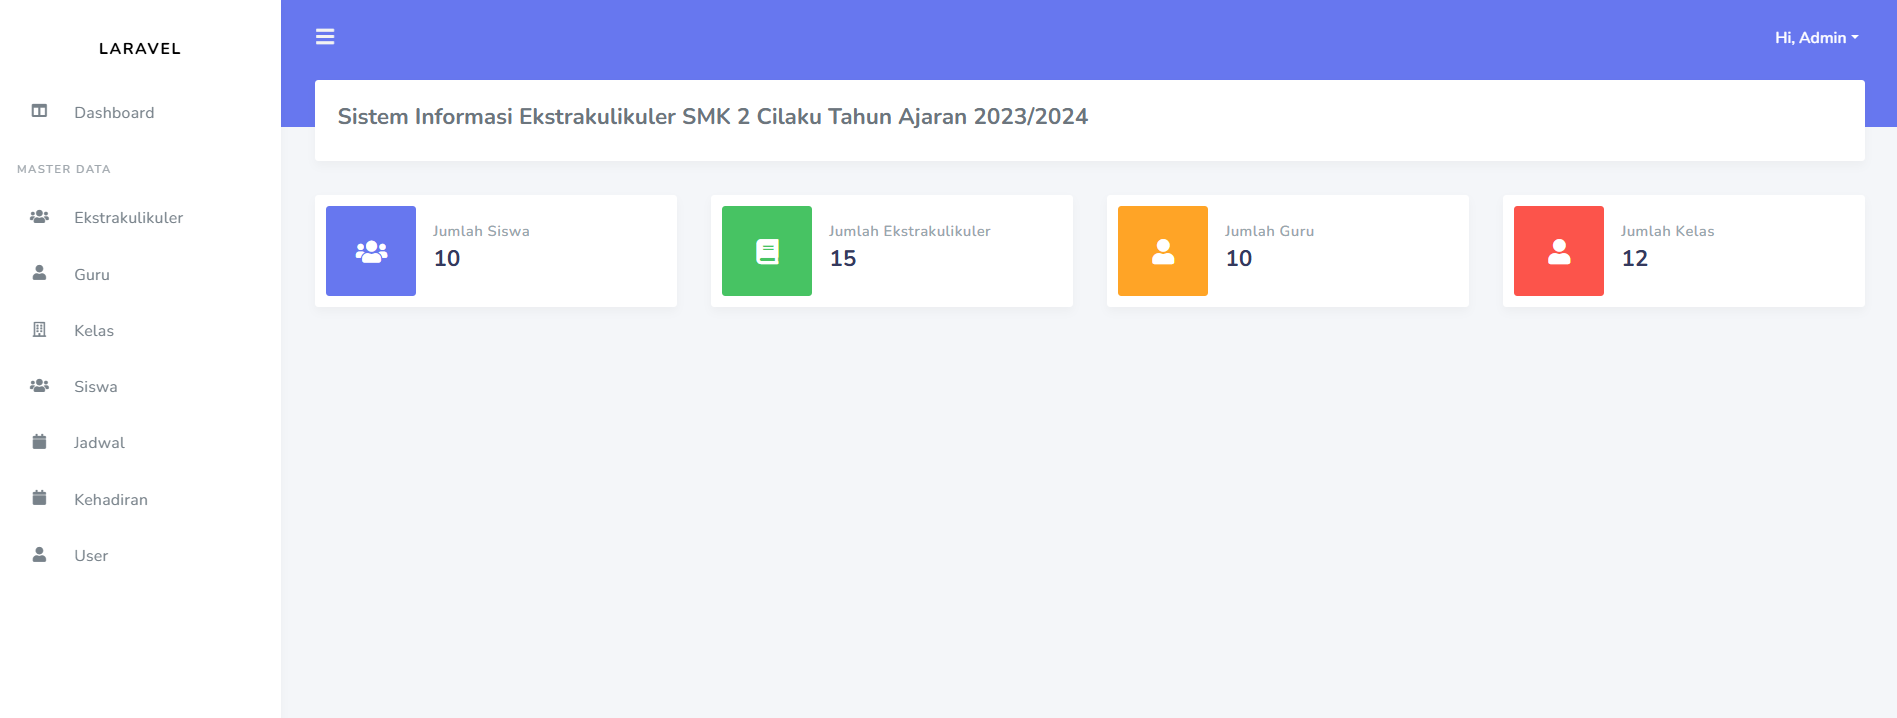 LARAVEL
Dashboard
MASTER DATA
Ekstrakulikuler
Guru
Kelas
Siswa
Jadwal
Kehadiran
User
Hi, Admin
Sistem Informasi Ekstrakulikuler SMK 2 Cilaku Tahun Ajaran 2023/2024
Jumlah Siswa
10
Jumlah Ekstrakulikuler
15
Jumlah Guru
10
Jumlah Kelas
12